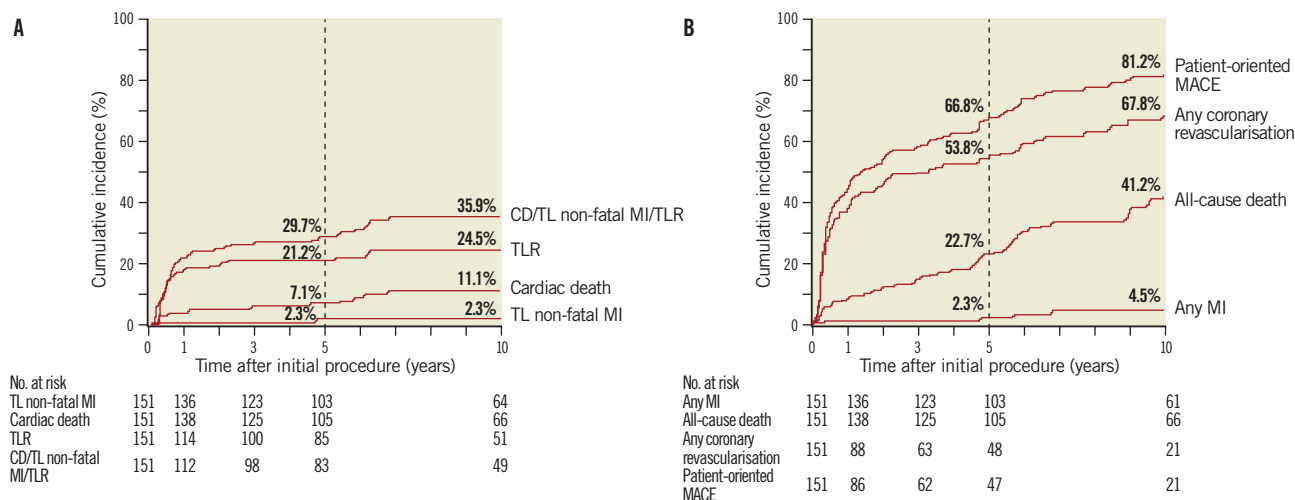 A
Cumulative incidence (%)
100
80
60
40
20
0
29.7%
35.9%
CD/TL non-fatal MI/TLR
21.2%
24.5%
TLR
7.1%
11.1%
Cardiac death
2.3%
2.3%
TL non-fatal MI
0 1 3 5 10
Time after initial procedure (years)
No. at risk
TL non-fatal MI 151 136 123 103 64
Cardiac death 151 138 125 105 66
TLR 151 114 100 85 51
CD/TL non-fatal
MI/TLR 151 112 98 83 49
B
Cumulative incidence (%)
100
80
60
40
20
0
66.8%
81.2%
Patient-oriented
MACE
53.8%
67.8%
Any coronary
revascularisation
22.7%
41.2%
All-cause death
2.3%
4.5%
Any MI
0 1 3 5 10
Time after initial procedure (years)
No. at risk
Any MI 151 136 123 103 61
All-cause death 151 138 125 105 66
Any coronary
revascularisation 151 88 63 48 21
Patient-oriented
MACE 151 86 62 47 21